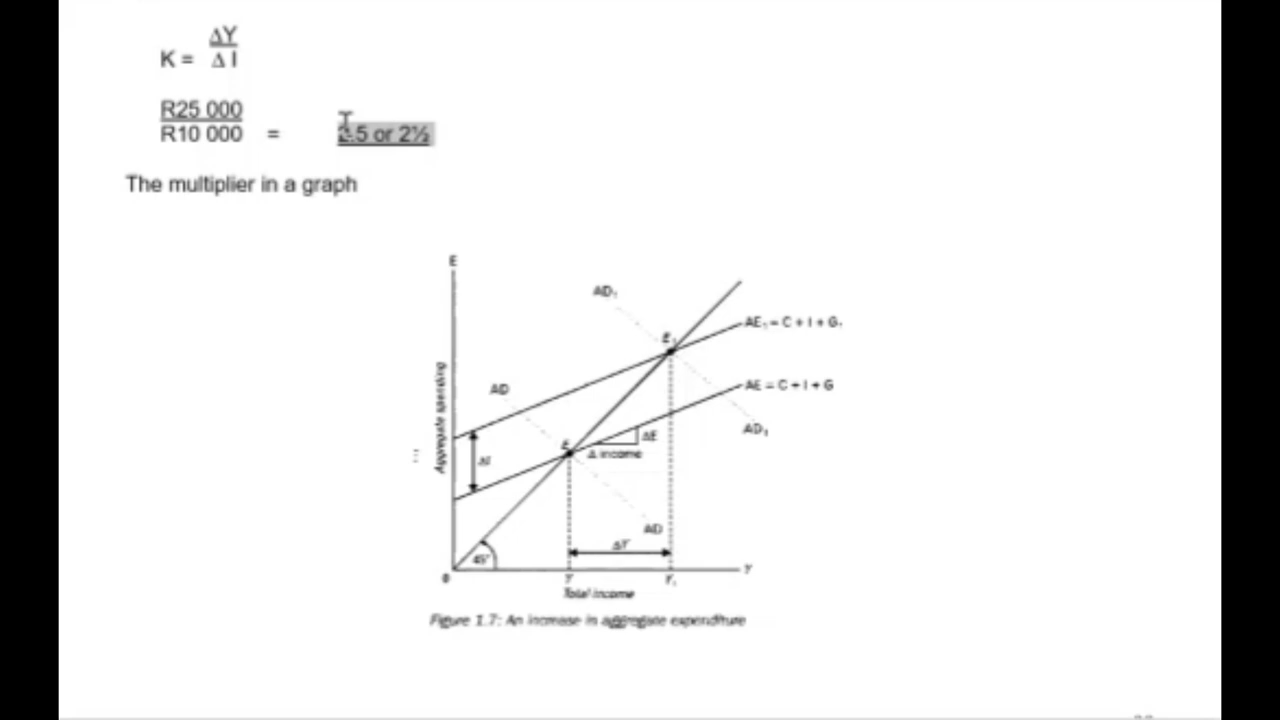 K = ΔY
Δ I
R25 000
R10 000 = 2.5 or 2½
The multiplier in a graph
E
AD₁
AE₁ = C + I + G₁
E₁
AD
AE = C + I + G
AD₁
Aggregate spending
E
ΔE
Δ income
ΔI
AD
ΔY
45°
0
Y
Y₁
Y
Total income
Figure 1.7: An increase in aggregate expenditure